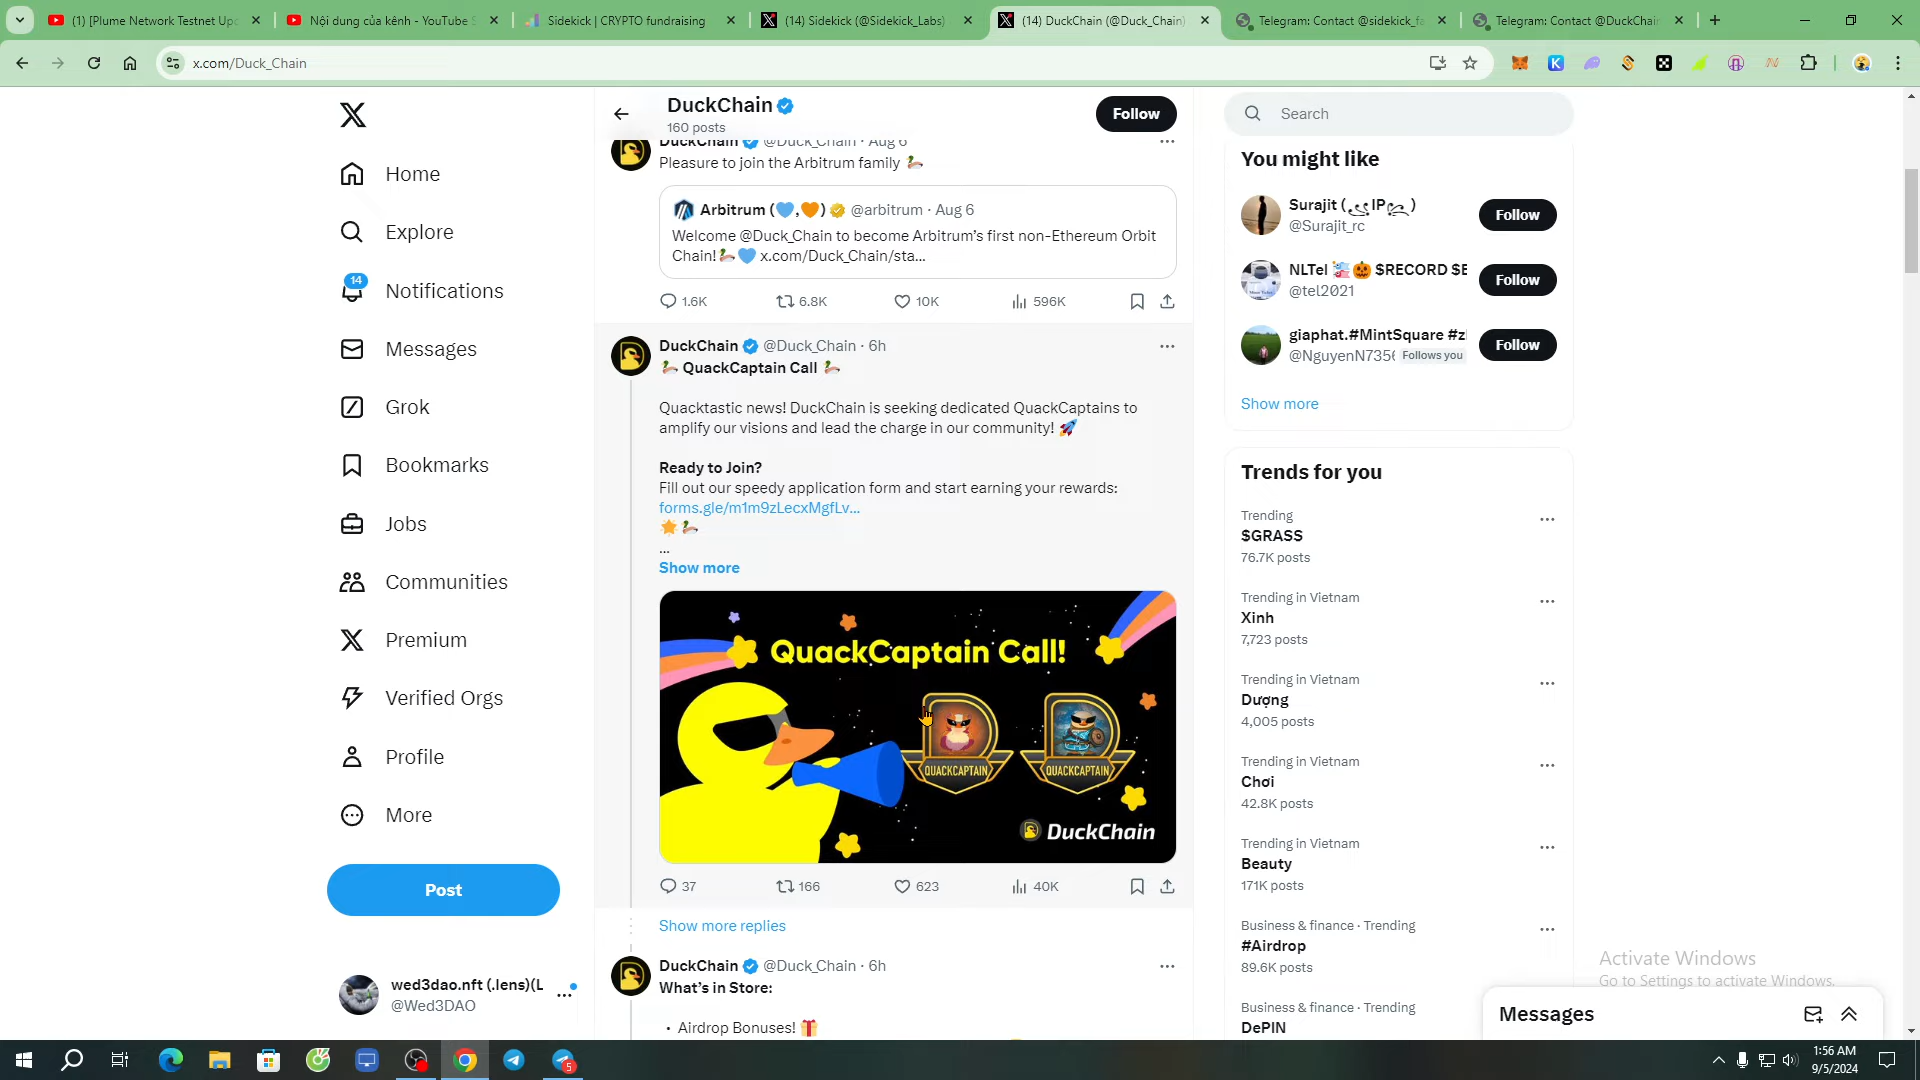 (1) [Plume Network Testnet Upd
Nội dung của kênh - YouTube S
Sidekick | CRYPTO fundraising
(14) Sidekick (@Sidekick_Labs)
(14) DuckChain (@Duck_Chain)
Telegram: Contact @sidekick_fa
Telegram: Contact @DuckChain
x.com/Duck_Chain
Home
Explore
14
Notifications
Messages
Grok
Bookmarks
Jobs
Communities
Premium
Verified Orgs
Profile
More
Post
wed3dao.nft (.lens)(L
@Wed3DAO
DuckChain
160 posts
Follow
DuckChain @Duck_Chain · Aug 6
Pleasure to join the Arbitrum family
Arbitrum (💙,🧡) @arbitrum · Aug 6
Welcome @Duck_Chain to become Arbitrum's first non-Ethereum Orbit
Chain! 💙 x.com/Duck_Chain/sta...
1.6K 6.8K 10K 596K
DuckChain @Duck_Chain · 6h
QuackCaptain Call
Quacktastic news! DuckChain is seeking dedicated QuackCaptains to
amplify our visions and lead the charge in our community! 🚀
Ready to Join?
Fill out our speedy application form and start earning your rewards:
forms.gle/m1m9zLecxMgfLv...
...
Show more
QuackCaptain Call!
QUACKCAPTAIN QUACKCAPTAIN
DuckChain
37 166 623 40K
Show more replies
DuckChain @Duck_Chain · 6h
What's in Store:
• Airdrop Bonuses! 🎁
Search
You might like
@Surajit_rc
Follow
NLTel $RECORD $E
@tel2021
Follow
giaphat.#MintSquare #z
@NguyenN735 Follows you
Follow
Show more
Trends for you
Trending
$GRASS
76.7K posts
Trending in Vietnam
Xinh
7,723 posts
Trending in Vietnam
Dượng
4,005 posts
Trending in Vietnam
Chơi
42.8K posts
Trending in Vietnam
Beauty
171K posts
Business & finance · Trending
#Airdrop
89.6K posts
Business & finance · Trending
DePIN
Activate Windows
Go to Settings to activate Windows.
Messages
5
1:56 AM
9/5/2024